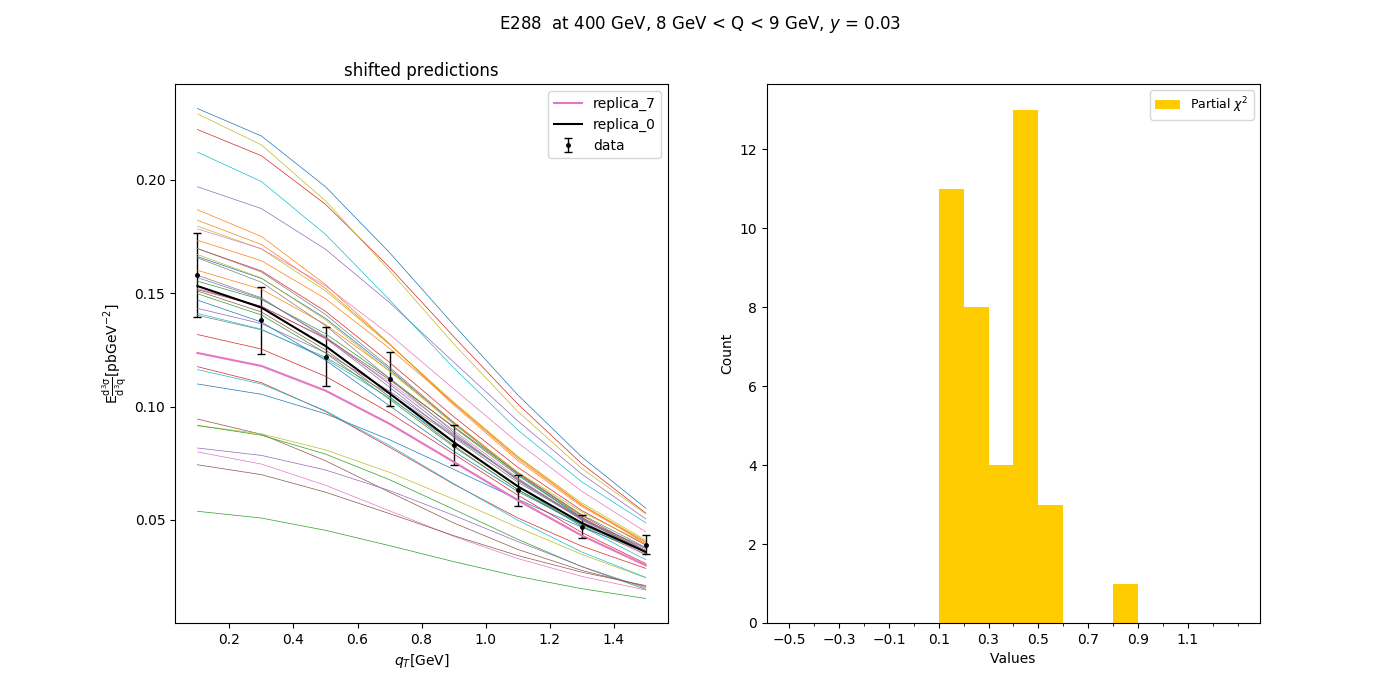 E288 at 400 GeV, 8 GeV < Q < 9 GeV, y = 0.03
shifted predictions
replica_7
replica_0
data
E d³σ/d³q [pbGeV⁻²]
0.20
0.15
0.10
0.05
0.2 0.4 0.6 0.8 1.0 1.2 1.4
q_T[GeV]
Partial χ²
Count
12
10
8
6
4
2
0
−0.5 −0.3 −0.1 0.1 0.3 0.5 0.7 0.9 1.1
Values